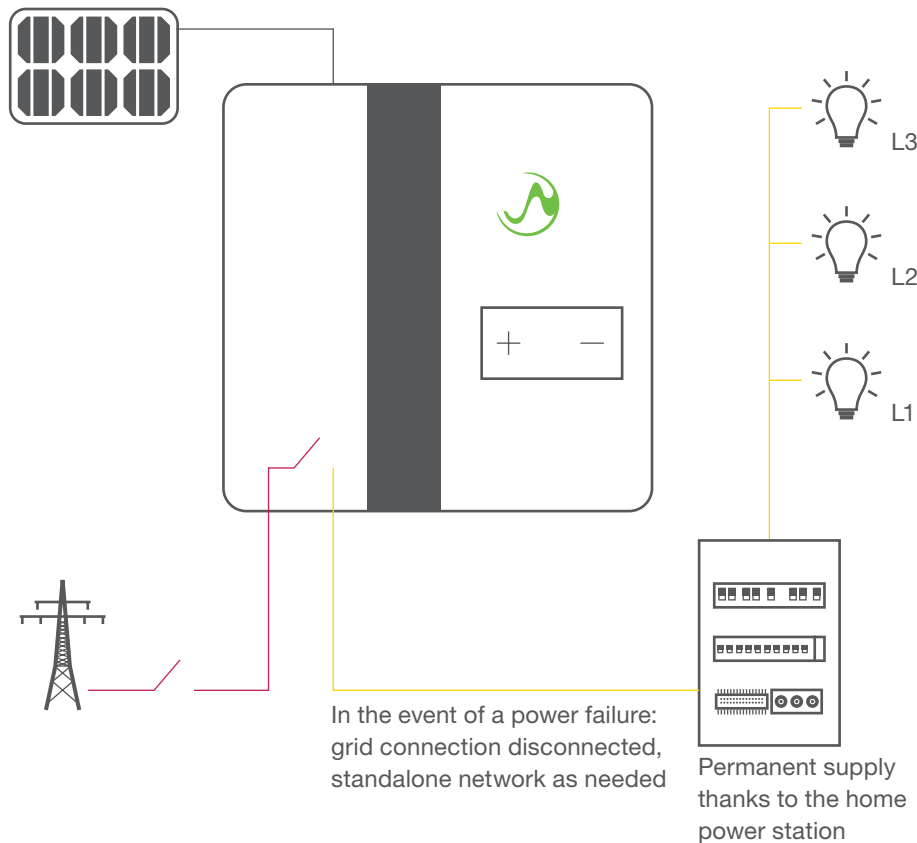 L3
L2
L1
+ −
In the event of a power failure:
grid connection disconnected,
standalone network as needed
Permanent supply
thanks to the home
power station